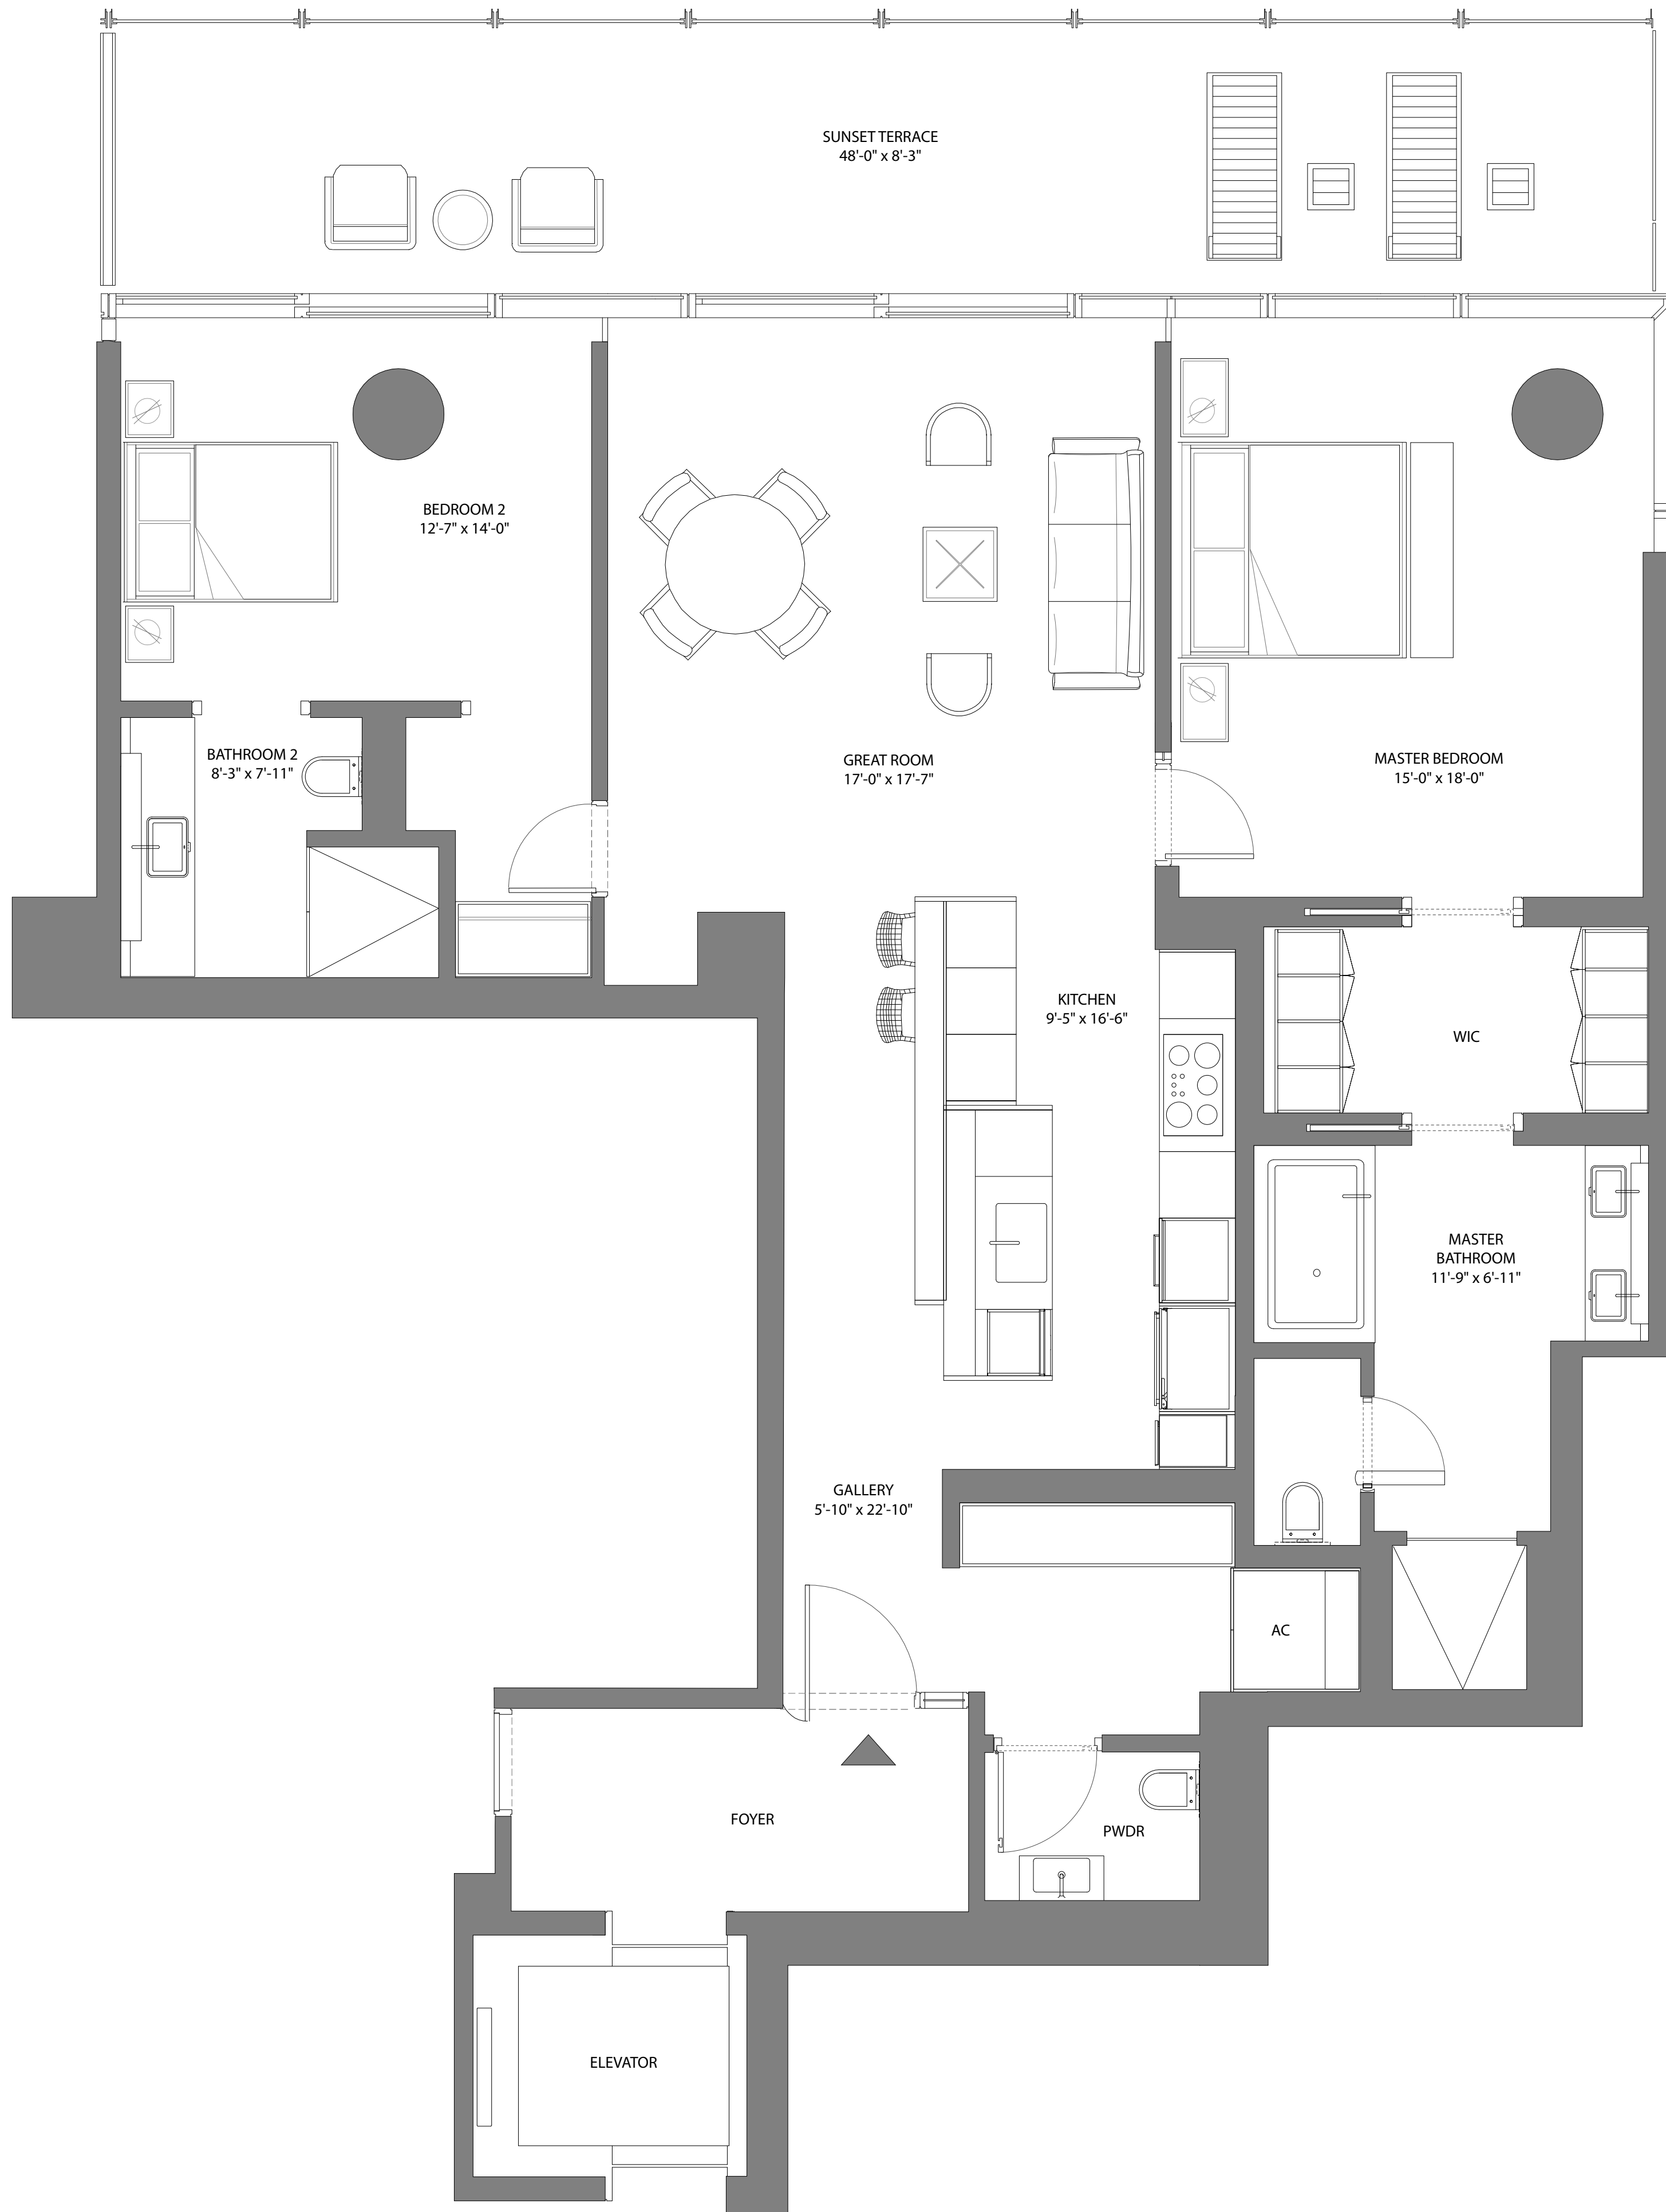 SUNSET TERRACE
48'-0" x 8'-3"
BEDROOM 2
12'-7" x 14'-0"
BATHROOM 2
8'-3" x 7'-11"
GREAT ROOM
17'-0" x 17'-7"
MASTER BEDROOM
15'-0" x 18'-0"
KITCHEN
9'-5" x 16'-6"
WIC
MASTER
BATHROOM
11'-9" x 6'-11"
GALLERY
5'-10" x 22'-10"
AC
FOYER
PWDR
ELEVATOR